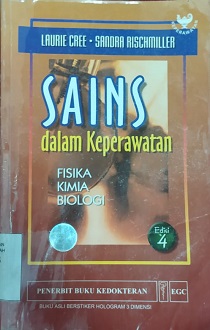 LAURIE CREE - SANDRA RISCHMILLER
SAINS
dalam Keperawatan
FISIKA
KIMIA
BIOLOGI
Edisi
4
PENERBIT BUKU KEDOKTERAN
EGC
BUKU ASLI BERSTIKER HOLOGRAM 3 DIMENSI